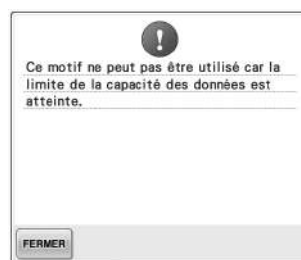 Ce motif ne peut pas être utilisé car la
limite de la capacité des données est
atteinte.
FERMER